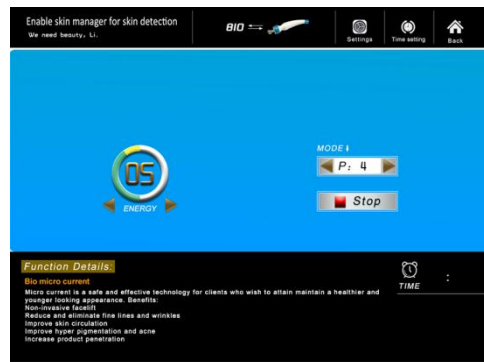 Enable skin manager for skin detection
We need beauty, Li.
BIO
Settings
Time setting
Back
05
ENERGY
MODE
P: 4
Stop
Function Details:
Bio micro current
Micro current is a safe and effective technology for clients who wish to attain maintain a healthier and
younger looking appearance. Benefits:
Non-invasive facelift
Reduce and eliminate fine lines and wrinkles
Improve skin circulation
Improve hyper pigmentation and acne
Increase product penetration
TIME
: